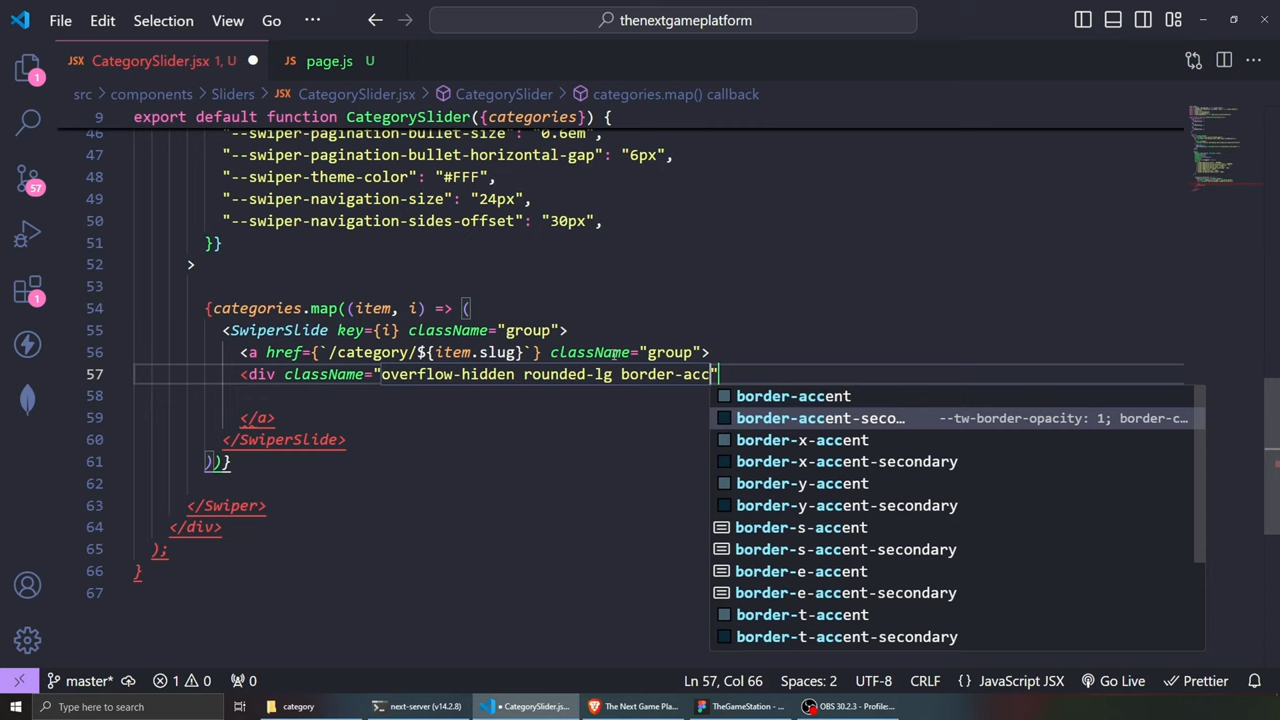 File Edit Selection View Go ··· thenextgameplatform
CategorySlider.jsx 1, U page.js U
src > components > Sliders > CategorySlider.jsx > CategorySlider > categories.map() callback
9 export default function CategorySlider({categories}) {
46 "--swiper-pagination-bullet-size": "0.6em",
47 "--swiper-pagination-bullet-horizontal-gap": "6px",
48 "--swiper-theme-color": "#FFF",
49 "--swiper-navigation-size": "24px",
50 "--swiper-navigation-sides-offset": "30px",
51 }}
52 >
53
54 {categories.map((item, i) => (
55 <SwiperSlide key={i} className="group">
56 <a href={`/category/${item.slug}`} className="group">
57 <div className="overflow-hidden rounded-lg border-acc"
border-accent
58 border-accent-seco… --tw-border-opacity: 1; border-c…
59 </a>
border-x-accent
60 </SwiperSlide>
border-x-accent-secondary
61 ))}
border-y-accent
62
border-y-accent-secondary
63 </Swiper>
border-s-accent
64 </div>
border-s-accent-secondary
65 );
border-e-accent
66 }
border-e-accent-secondary
67
border-t-accent
border-t-accent-secondary
master* 1 0 0 Ln 57, Col 66 Spaces: 2 UTF-8 CRLF JavaScript JSX Go Live Prettier
Type here to search category next-server (v14.2.8) • CategorySlider.jsx... The Next Game Pla... TheGameStation - ... OBS 30.2.3 - Profile:...